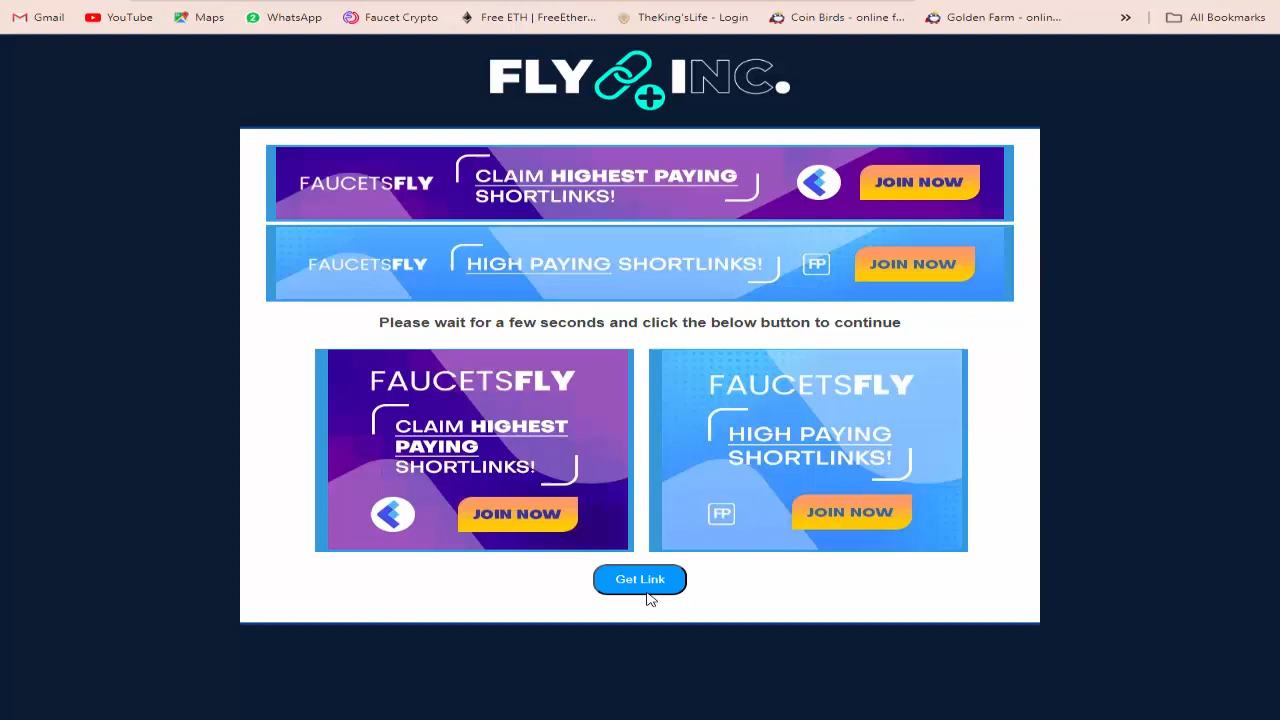 Gmail YouTube Maps 2 WhatsApp Faucet Crypto Free ETH | FreeEther... TheKing'sLife - Login Coin Birds - online f... Golden Farm - onlin... » All Bookmarks
FLY INC.
FAUCETSFLY CLAIM HIGHEST PAYING SHORTLINKS! JOIN NOW
FAUCETSFLY HIGH PAYING SHORTLINKS! FP JOIN NOW
Please wait for a few seconds and click the below button to continue
FAUCETSFLY
CLAIM HIGHEST
PAYING
SHORTLINKS!
JOIN NOW
FAUCETSFLY
HIGH PAYING
SHORTLINKS!
FP JOIN NOW
Get Link